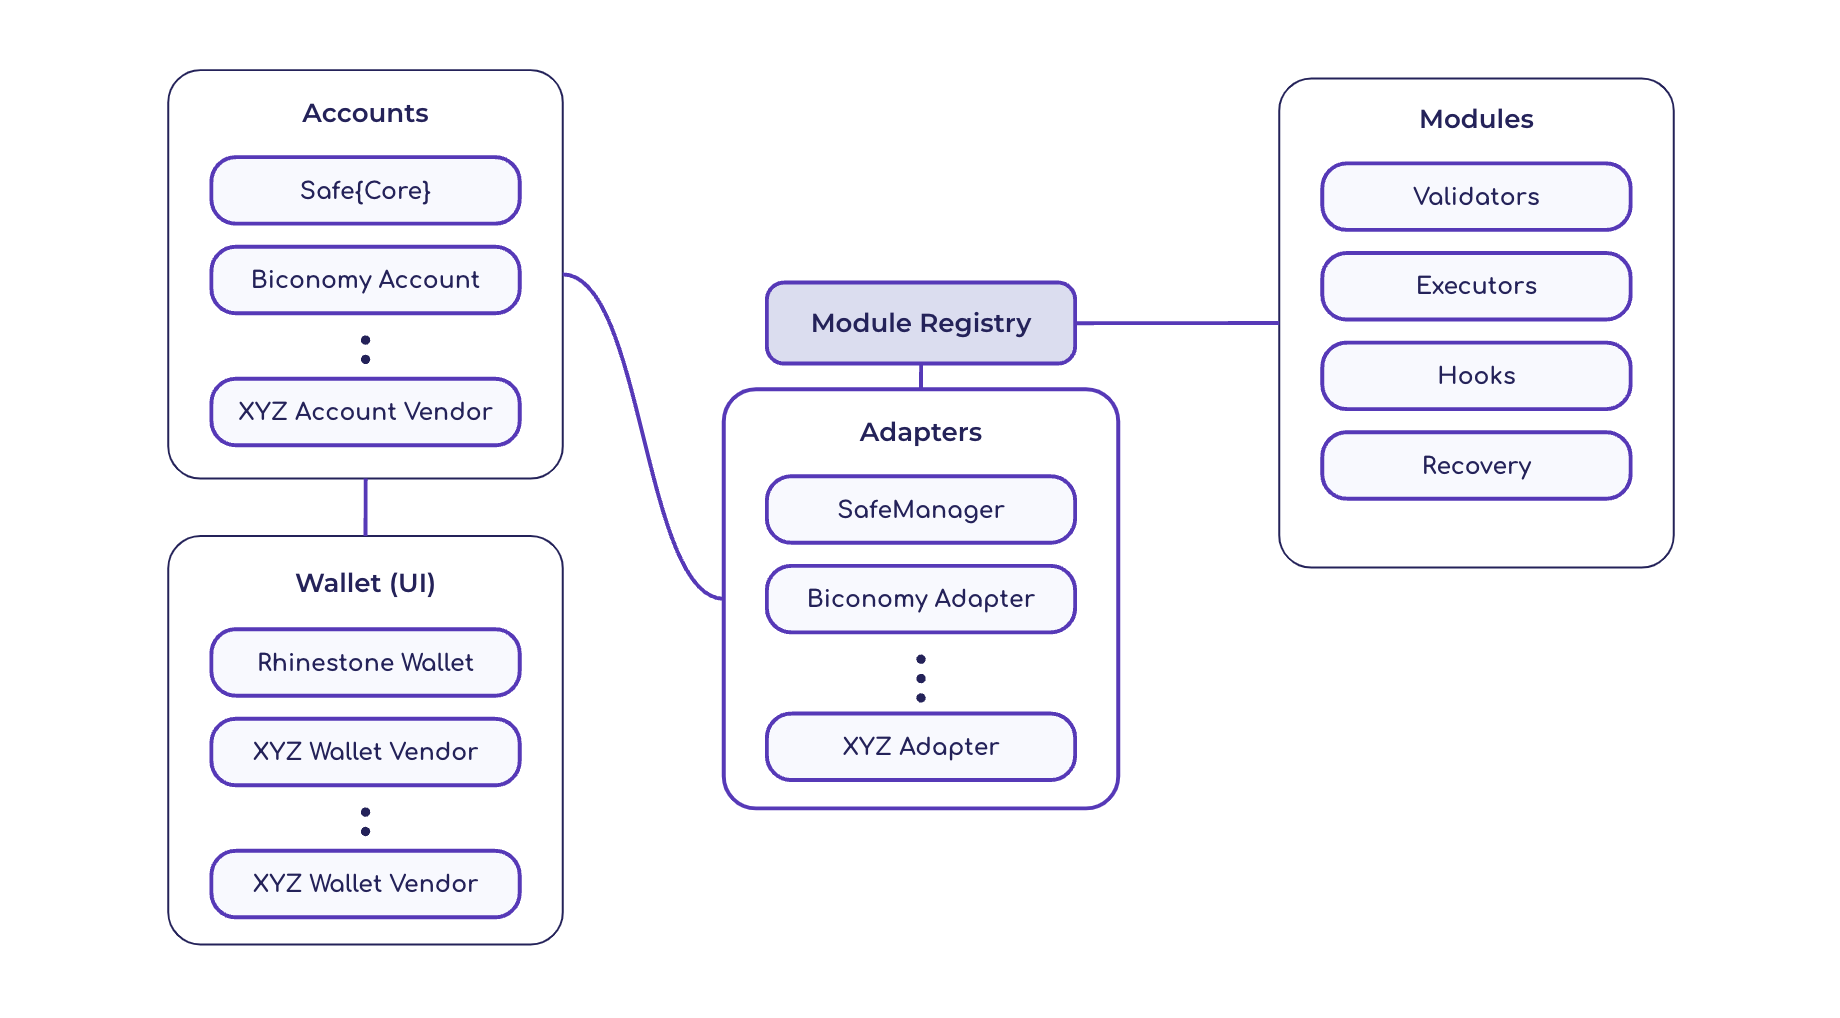 Accounts
Safe{Core}
Biconomy Account
XYZ Account Vendor
Wallet (UI)
Rhinestone Wallet
XYZ Wallet Vendor
XYZ Wallet Vendor
Module Registry
Adapters
SafeManager
Biconomy Adapter
XYZ Adapter
Modules
Validators
Executors
Hooks
Recovery